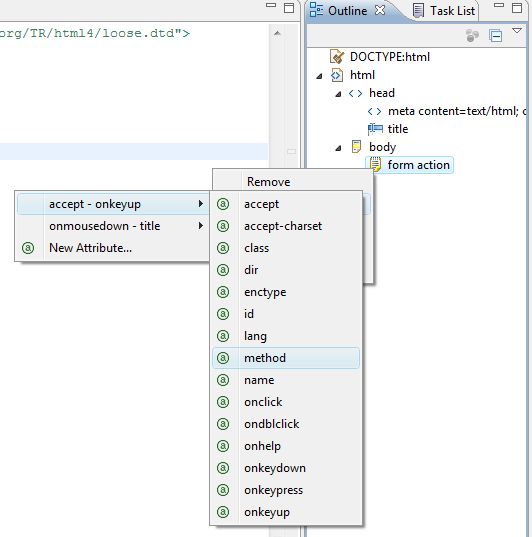 Outline
Task List
org/TR/html4/loose.dtd">
DOCTYPE:html
html
head
meta content=text/html;
title
body
form action
Remove
accept - onkeyup
onmousedown - title
New Attribute...
accept
accept-charset
class
dir
enctype
id
lang
method
name
onclick
ondblclick
onhelp
onkeydown
onkeypress
onkeyup